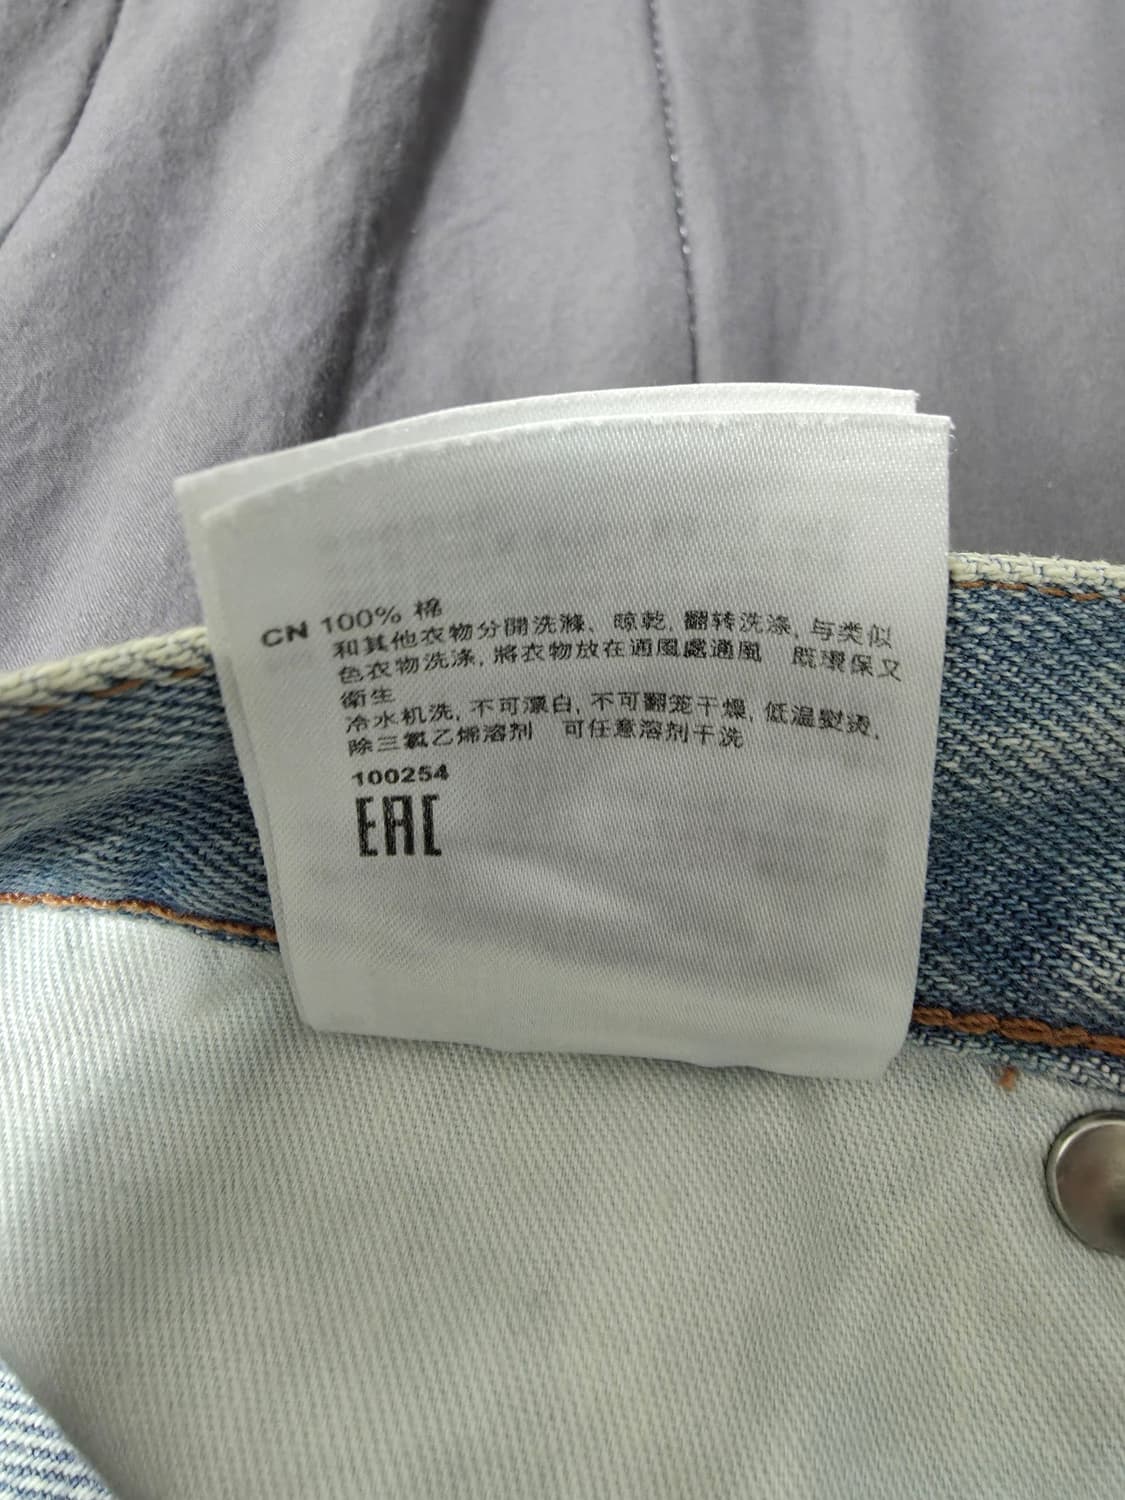 CN 100% 棉
和其他衣物分開洗滌、晾乾, 翻转洗涤, 与类似
色衣物洗涤, 將衣物放在通風處通風 既環保又
衛生
冷水机洗, 不可漂白, 不可翻笼干燥, 低温熨烫,
除三氯乙烯溶剂 可任意溶剂干洗
100254
EAC